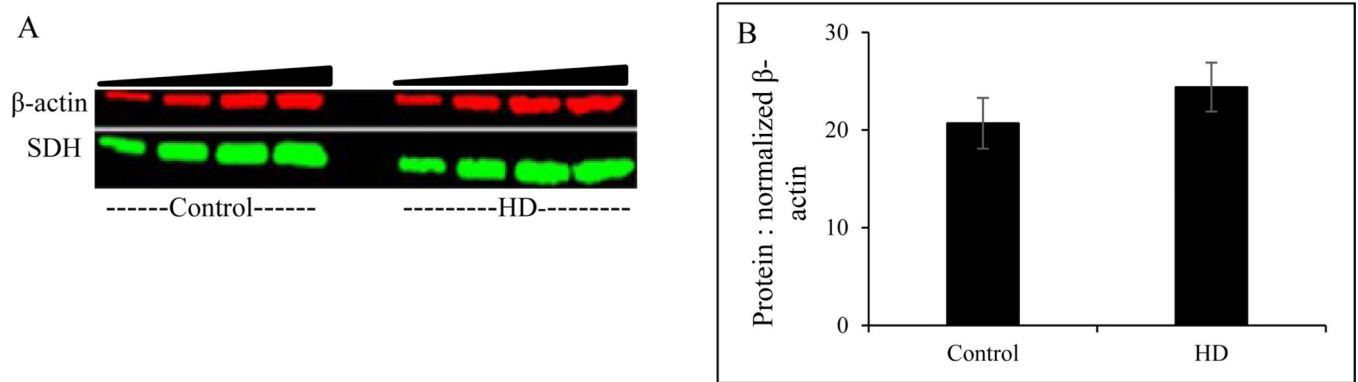 A
β-actin
SDH
------Control------
---------HD---------
B
Protein : normalized β-
actin
30
20
10
0
Control
HD